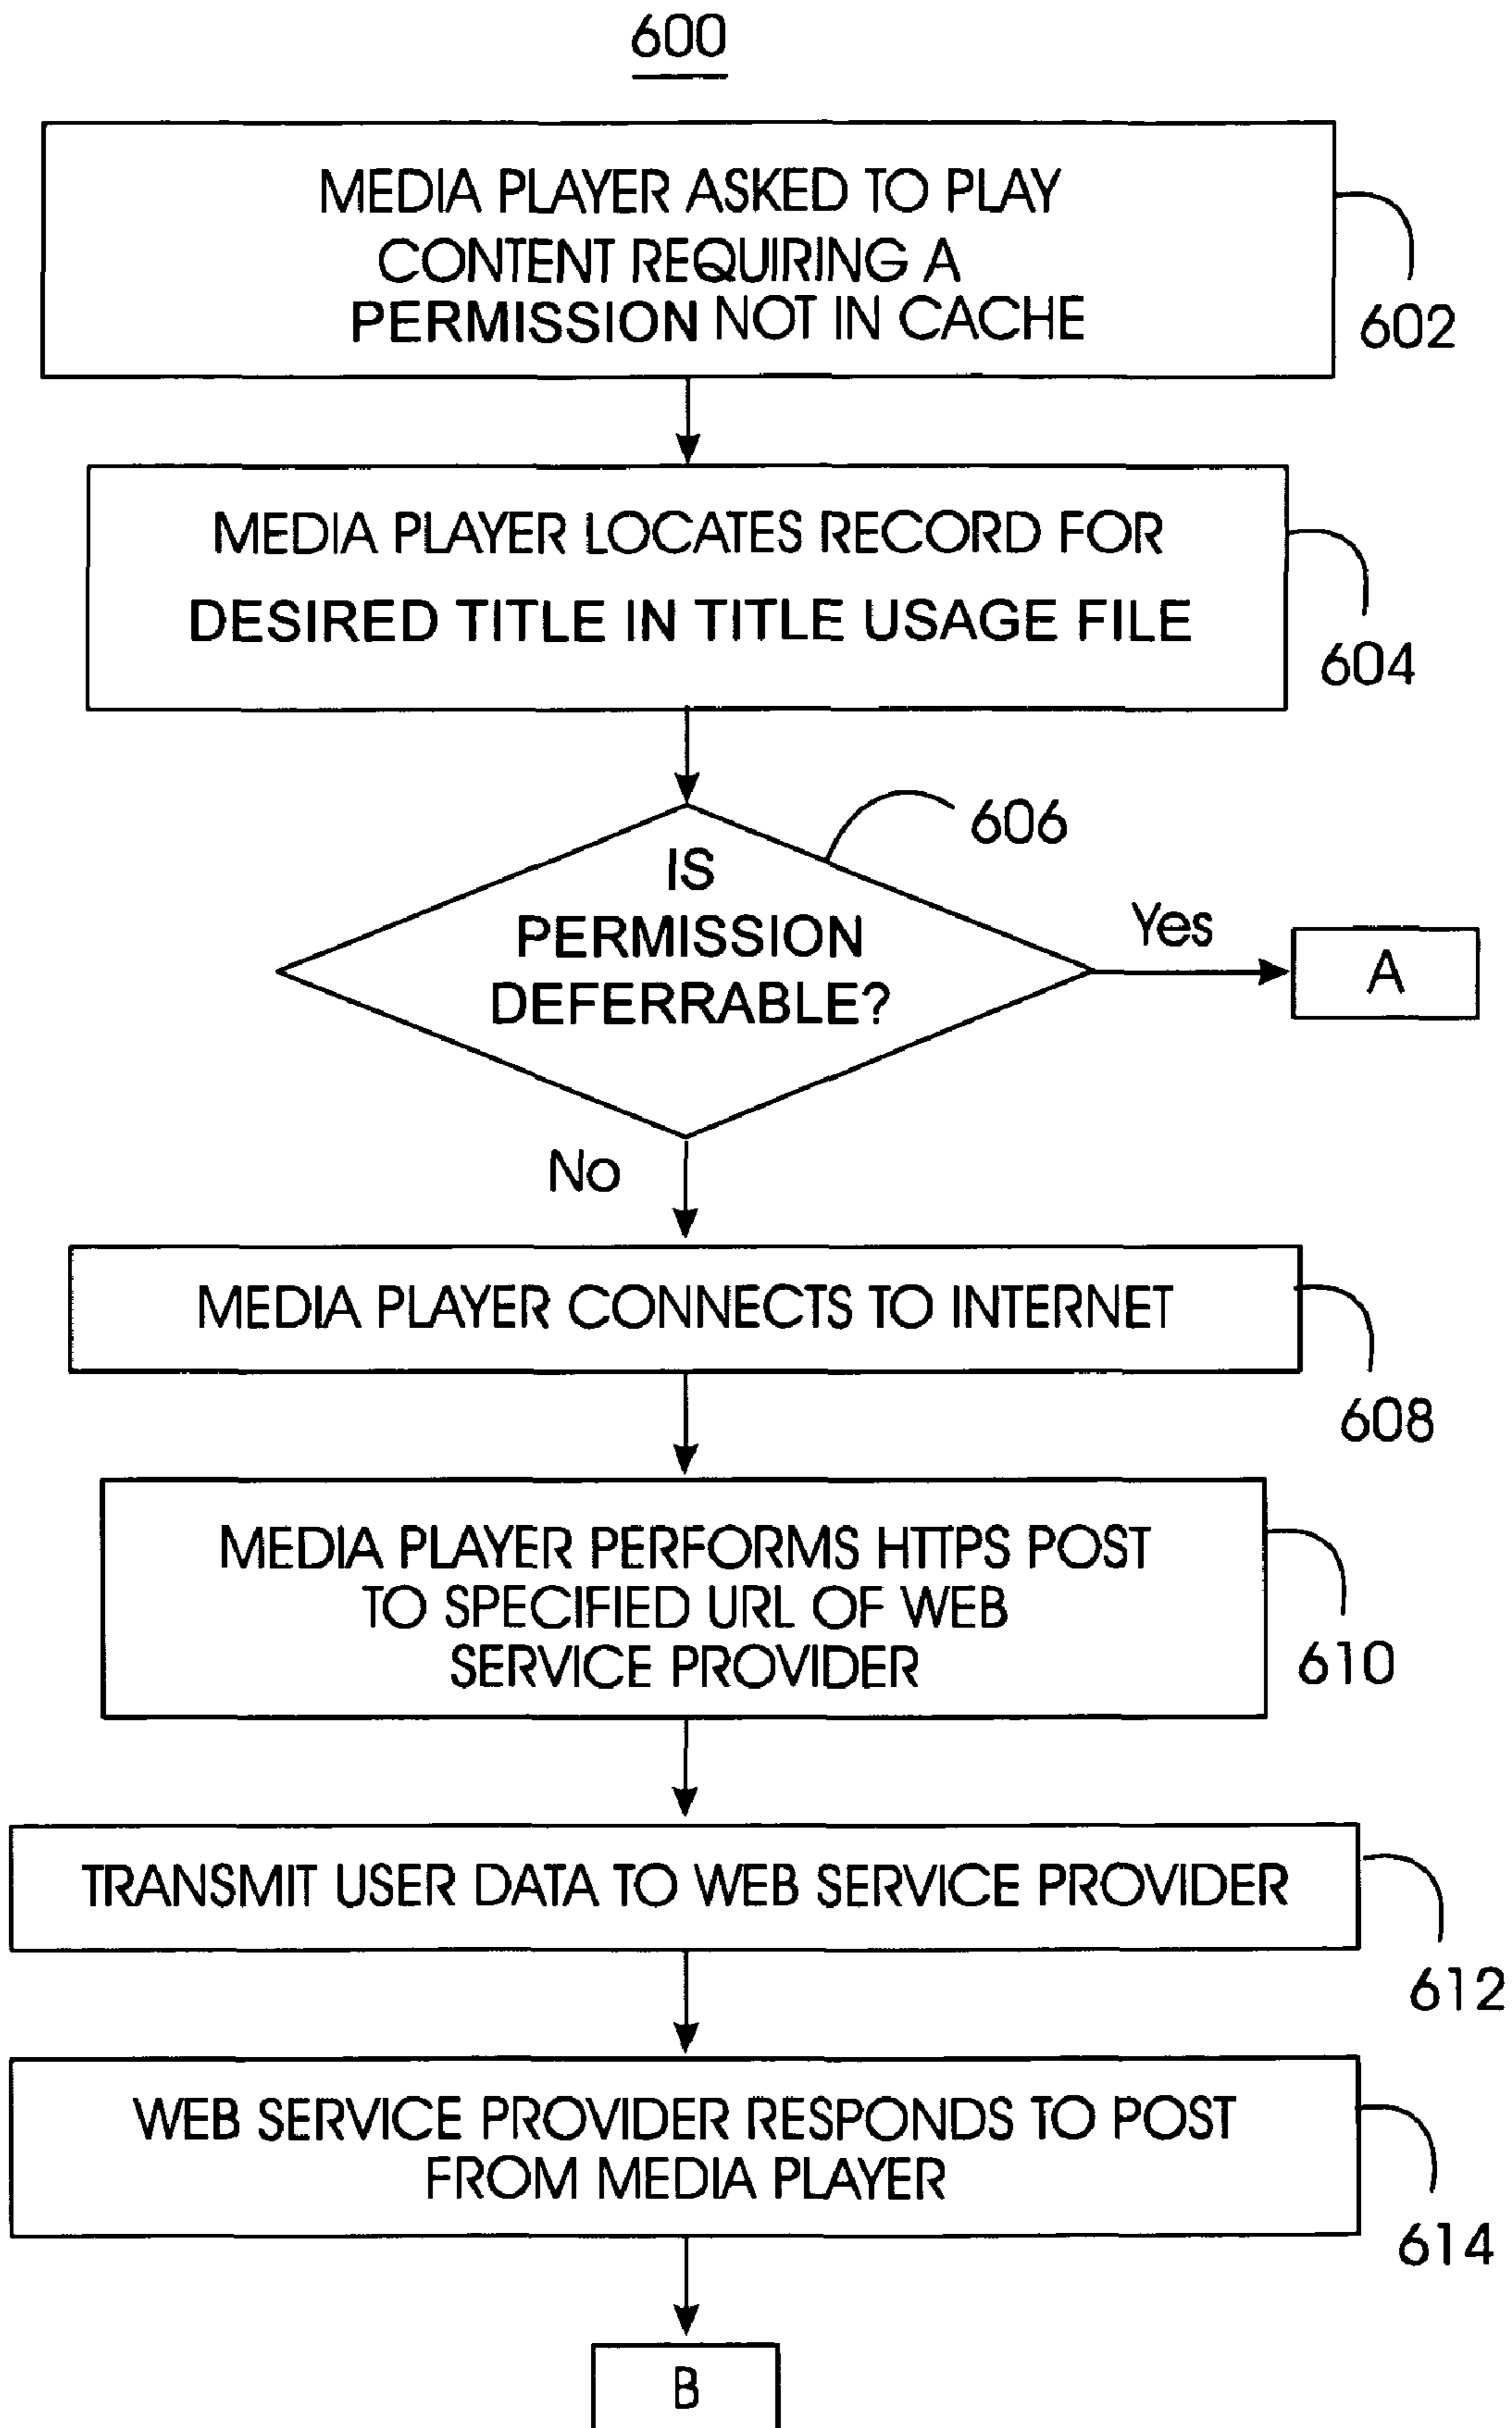 600
MEDIA PLAYER ASKED TO PLAY
CONTENT REQUIRING A
PERMISSION NOT IN CACHE
602
MEDIA PLAYER LOCATES RECORD FOR
DESIRED TITLE IN TITLE USAGE FILE
604
606
IS
PERMISSION
DEFERRABLE?
Yes
A
No
MEDIA PLAYER CONNECTS TO INTERNET
608
MEDIA PLAYER PERFORMS HTTPS POST
TO SPECIFIED URL OF WEB
SERVICE PROVIDER
610
TRANSMIT USER DATA TO WEB SERVICE PROVIDER
612
WEB SERVICE PROVIDER RESPONDS TO POST
FROM MEDIA PLAYER
614
B